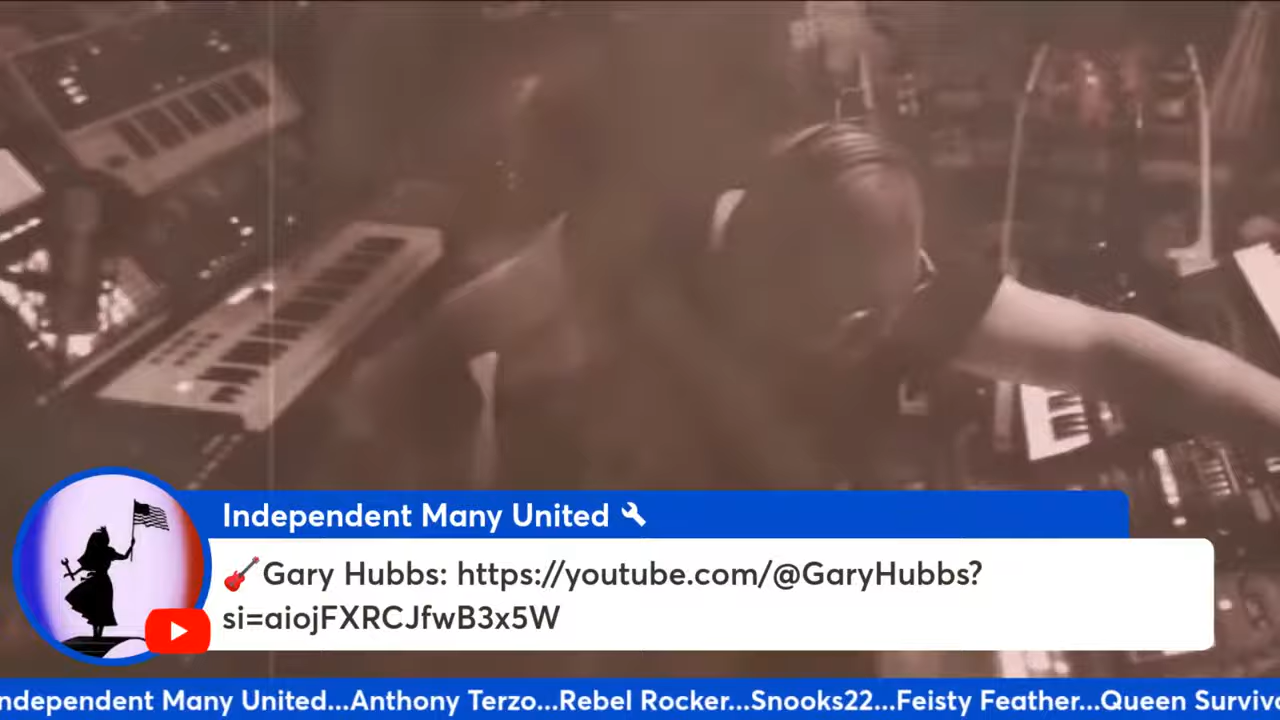 Independent Many United 🔧
🎸Gary Hubbs: https://youtube.com/@GaryHubbs?
si=aiojFXRCJfwB3x5W
ndependent Many United...Anthony Terzo...Rebel Rocker...Snooks22...Feisty Feather...Queen Surviv